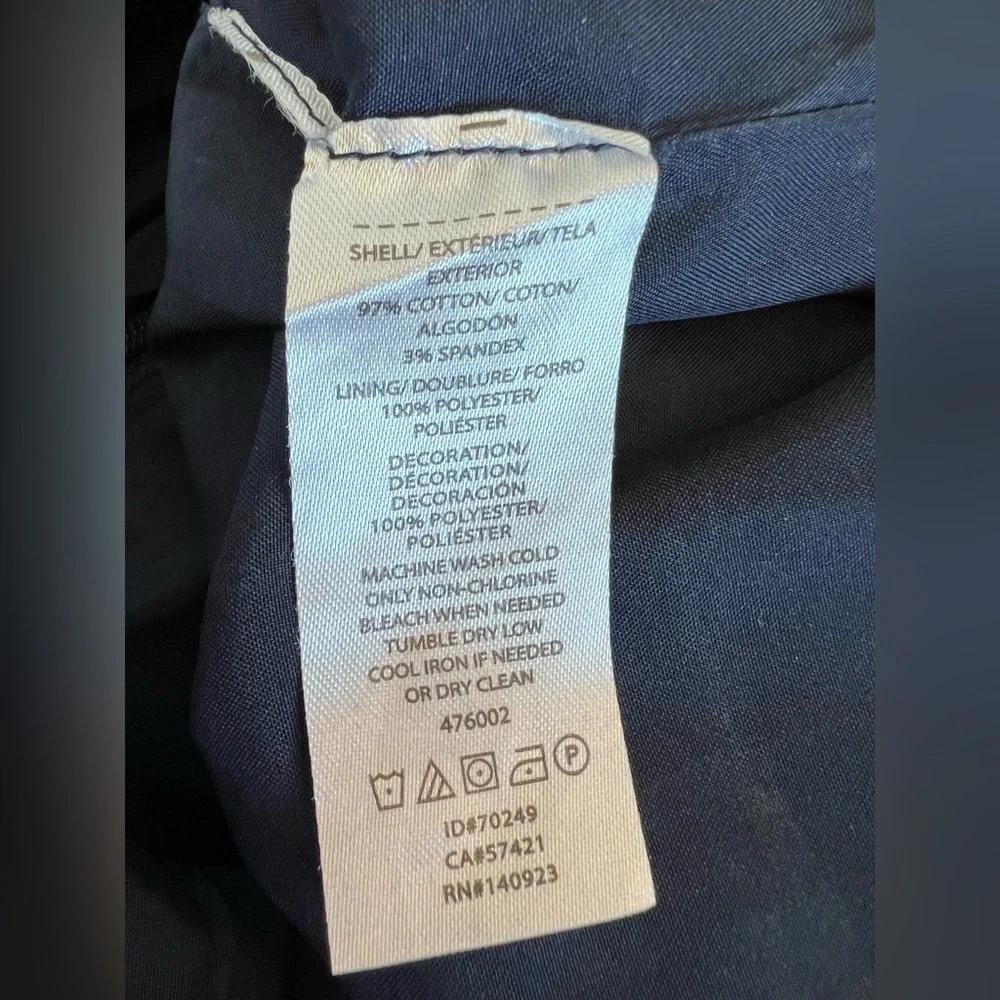 SHELL/ EXTÉRIEUR/ TELA
EXTERIOR
97% COTTON/ COTON/
ALGODÓN
3% SPANDEX
LINING/ DOUBLURE/ FORRO
100% POLYESTER/
POLIÉSTER
DECORATION/
DÉCORATION/
DECORACIÓN
100% POLYESTER/
POLIÉSTER
MACHINE WASH COLD
ONLY NON-CHLORINE
BLEACH WHEN NEEDED
TUMBLE DRY LOW
COOL IRON IF NEEDED
OR DRY CLEAN
476002
P
ID#70249
CA#57421
RN#140923